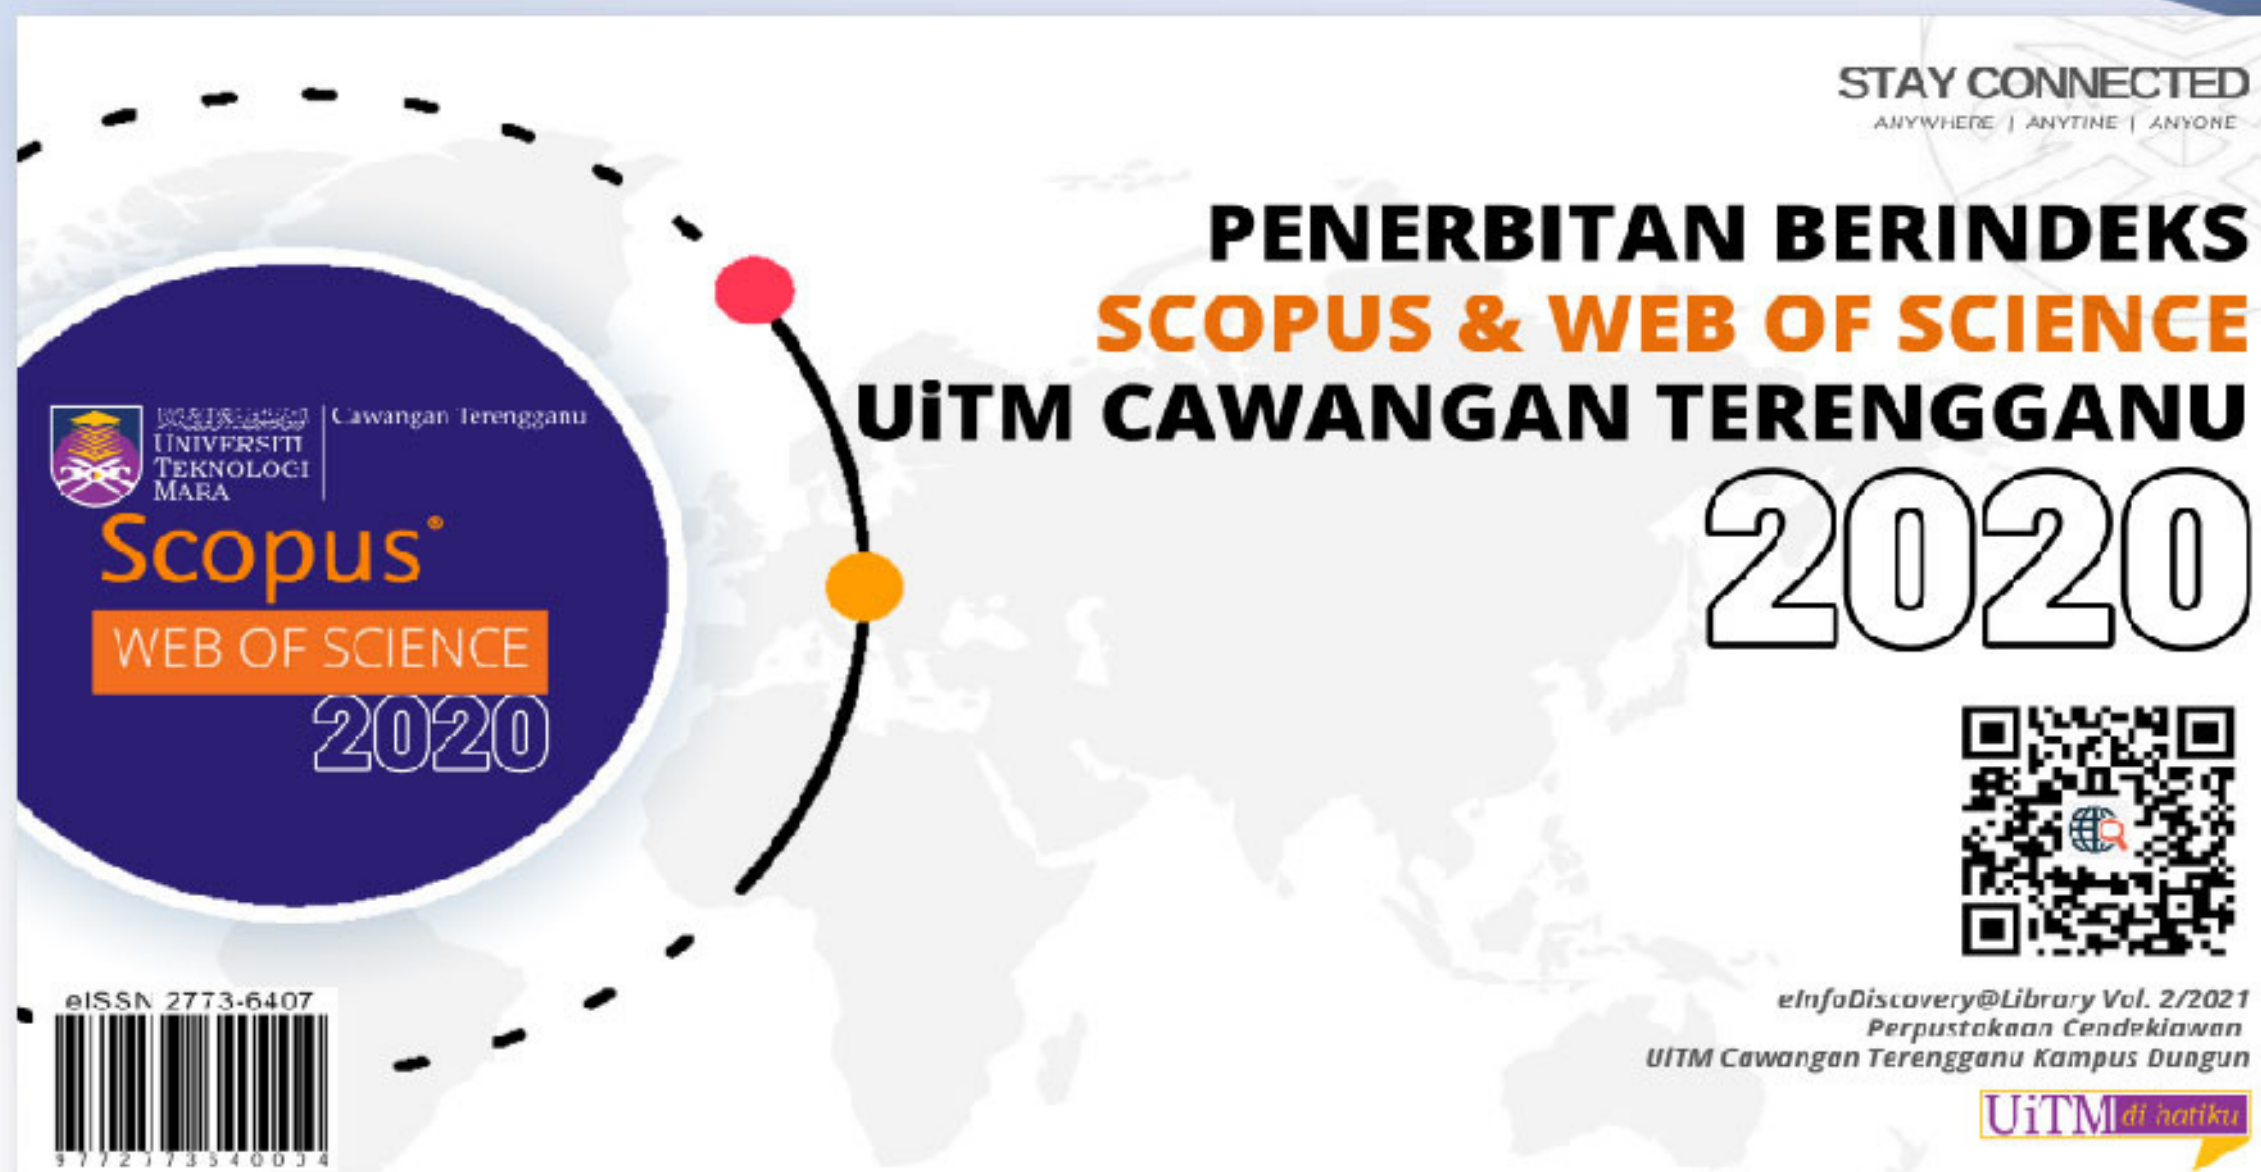 STAY CONNECTED
ANYWHERE | ANYTIME | ANYONE
PENERBITAN BERINDEKS
SCOPUS & WEB OF SCIENCE
UiTM CAWANGAN TERENGGANU
2020
UNIVERSITI
TEKNOLOGI
MARA
Cawangan Terengganu
Scopus®
WEB OF SCIENCE
2020
eISSN 2773-6407
eInfoDiscovery@Library Vol. 2/2021
Perpustakaan Cendekiawan
UiTM Cawangan Terengganu Kampus Dungun
UiTM di hatiku